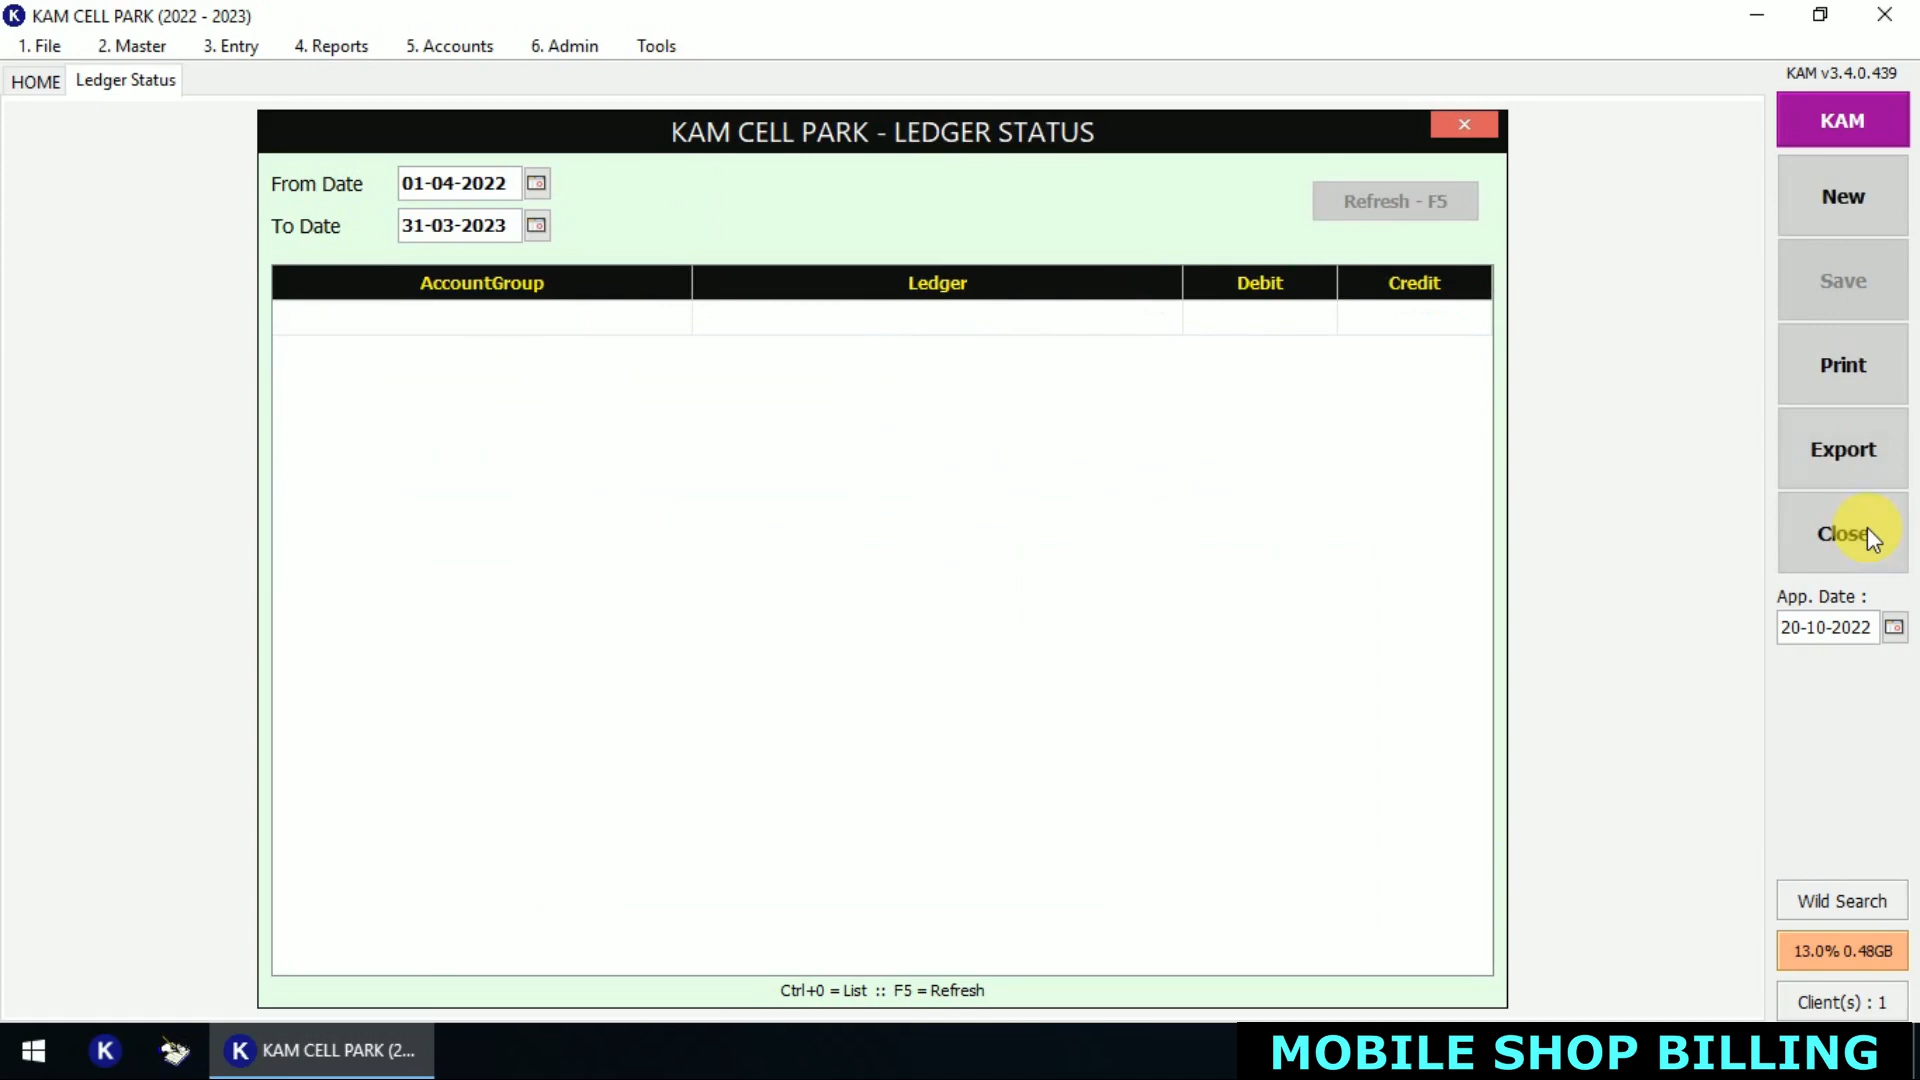 K KAM CELL PARK (2022 - 2023)
1. File 2. Master 3. Entry 4. Reports 5. Accounts 6. Admin Tools
HOME Ledger Status
KAM v3.4.0.439
KAM CELL PARK - LEDGER STATUS
From Date 01-04-2022
To Date 31-03-2023
Refresh - F5
AccountGroup Ledger Debit Credit
Ctrl+0 = List :: F5 = Refresh
KAM
New
Save
Print
Export
Close
App. Date :
20-10-2022
Wild Search
13.0% 0.48GB
Client(s) : 1
K
K KAM CELL PARK (2...
MOBILE SHOP BILLING